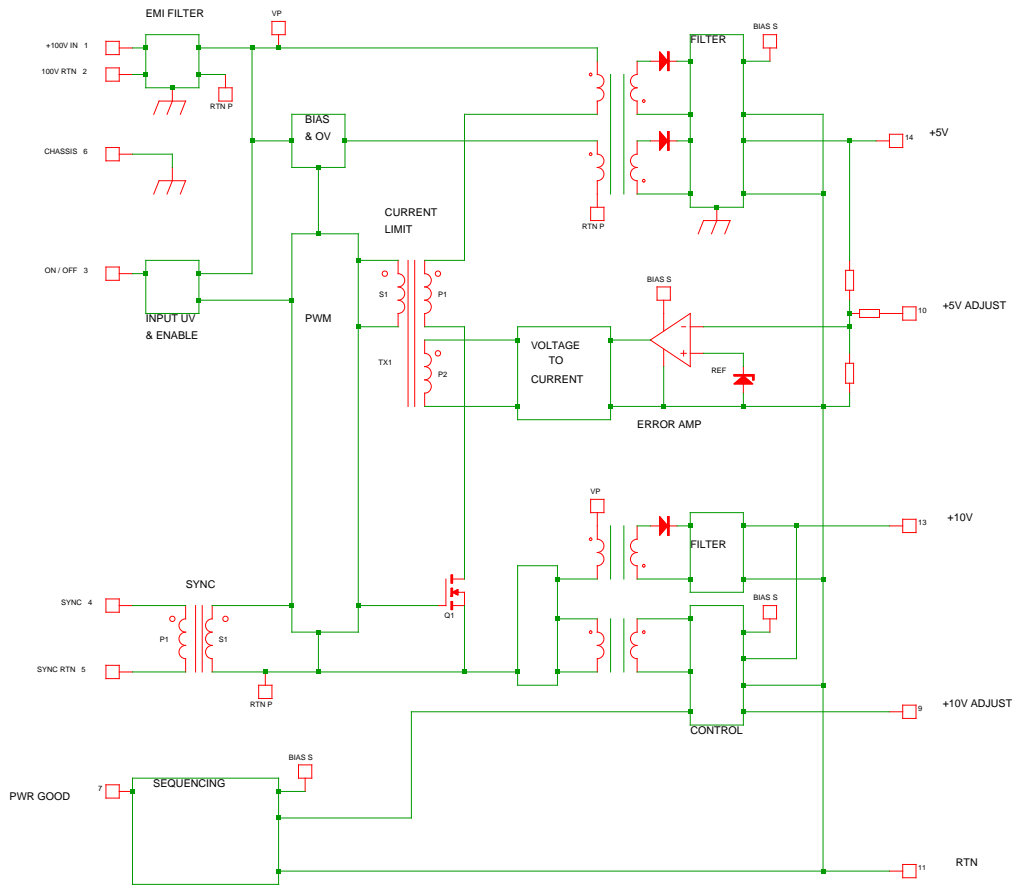 EMI FILTER
VP
BIAS S
+100V IN 1
FILTER
100V RTN 2
RTN P
BIAS
& OV
14
+5V
CHASSIS 6
CURRENT
LIMIT
RTN P
ON / OFF 3
BIAS S
S1
P1
INPUT UV
& ENABLE
PWM
10
+5V ADJUST
VOLTAGE
TO
CURRENT
TX1
P2
REF
ERROR AMP
VP
13
+10V
FILTER
SYNC
BIAS S
SYNC 4
Q1
P1
S1
SYNC RTN 5
RTN P
9
+10V ADJUST
CONTROL
BIAS S
SEQUENCING
PWR GOOD
7
11
RTN